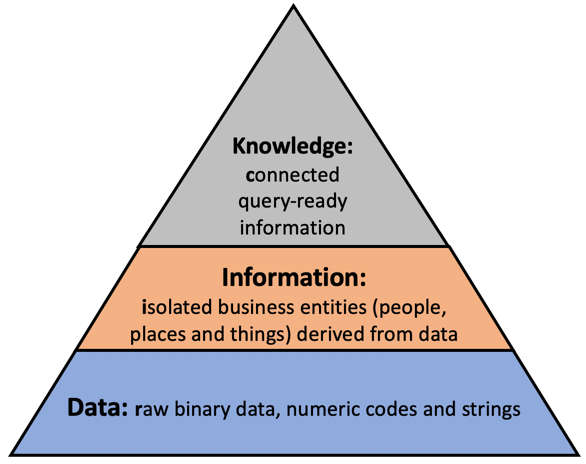 Knowledge:
connected
query-ready
information
Information:
isolated business entities (people,
places and things) derived from data
Data: raw binary data, numeric codes and strings